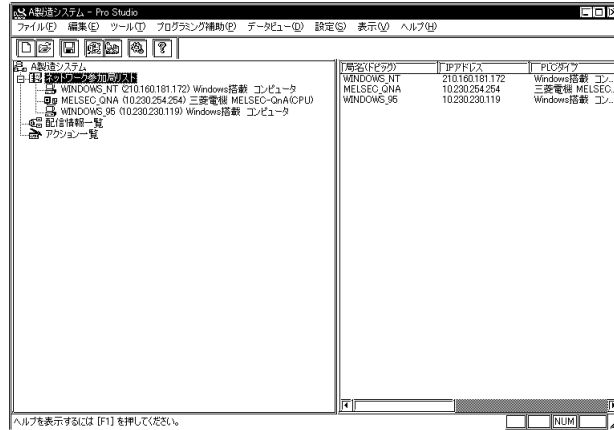 A製造システム - Pro Studio
ファイル(F) 編集(E) ツール(T) プログラミング補助(P) データビュー(D) 設定(S) 表示(V) ヘルプ(H)
A製造システム
ネットワーク参加局リスト
WINDOWS_NT (210.160.181.172) Windows搭載 コンピュータ
MELSEC_QNA (10.230.254.254) 三菱電機 MELSEC-QnA(CPU)
WINDOWS_95 (10.230.230.119) Windows搭載 コンピュータ
配信情報一覧
アクション一覧
局名(トピック) IPアドレス PLCタイプ
WINDOWS_NT 210.160.181.172 Windows搭載 コン...
MELSEC_QNA 10.230.254.254 三菱電機 MELSEC...
WINDOWS_95 10.230.230.119 Windows搭載 コン...
ヘルプを表示するには [F1] を押してください。
NUM